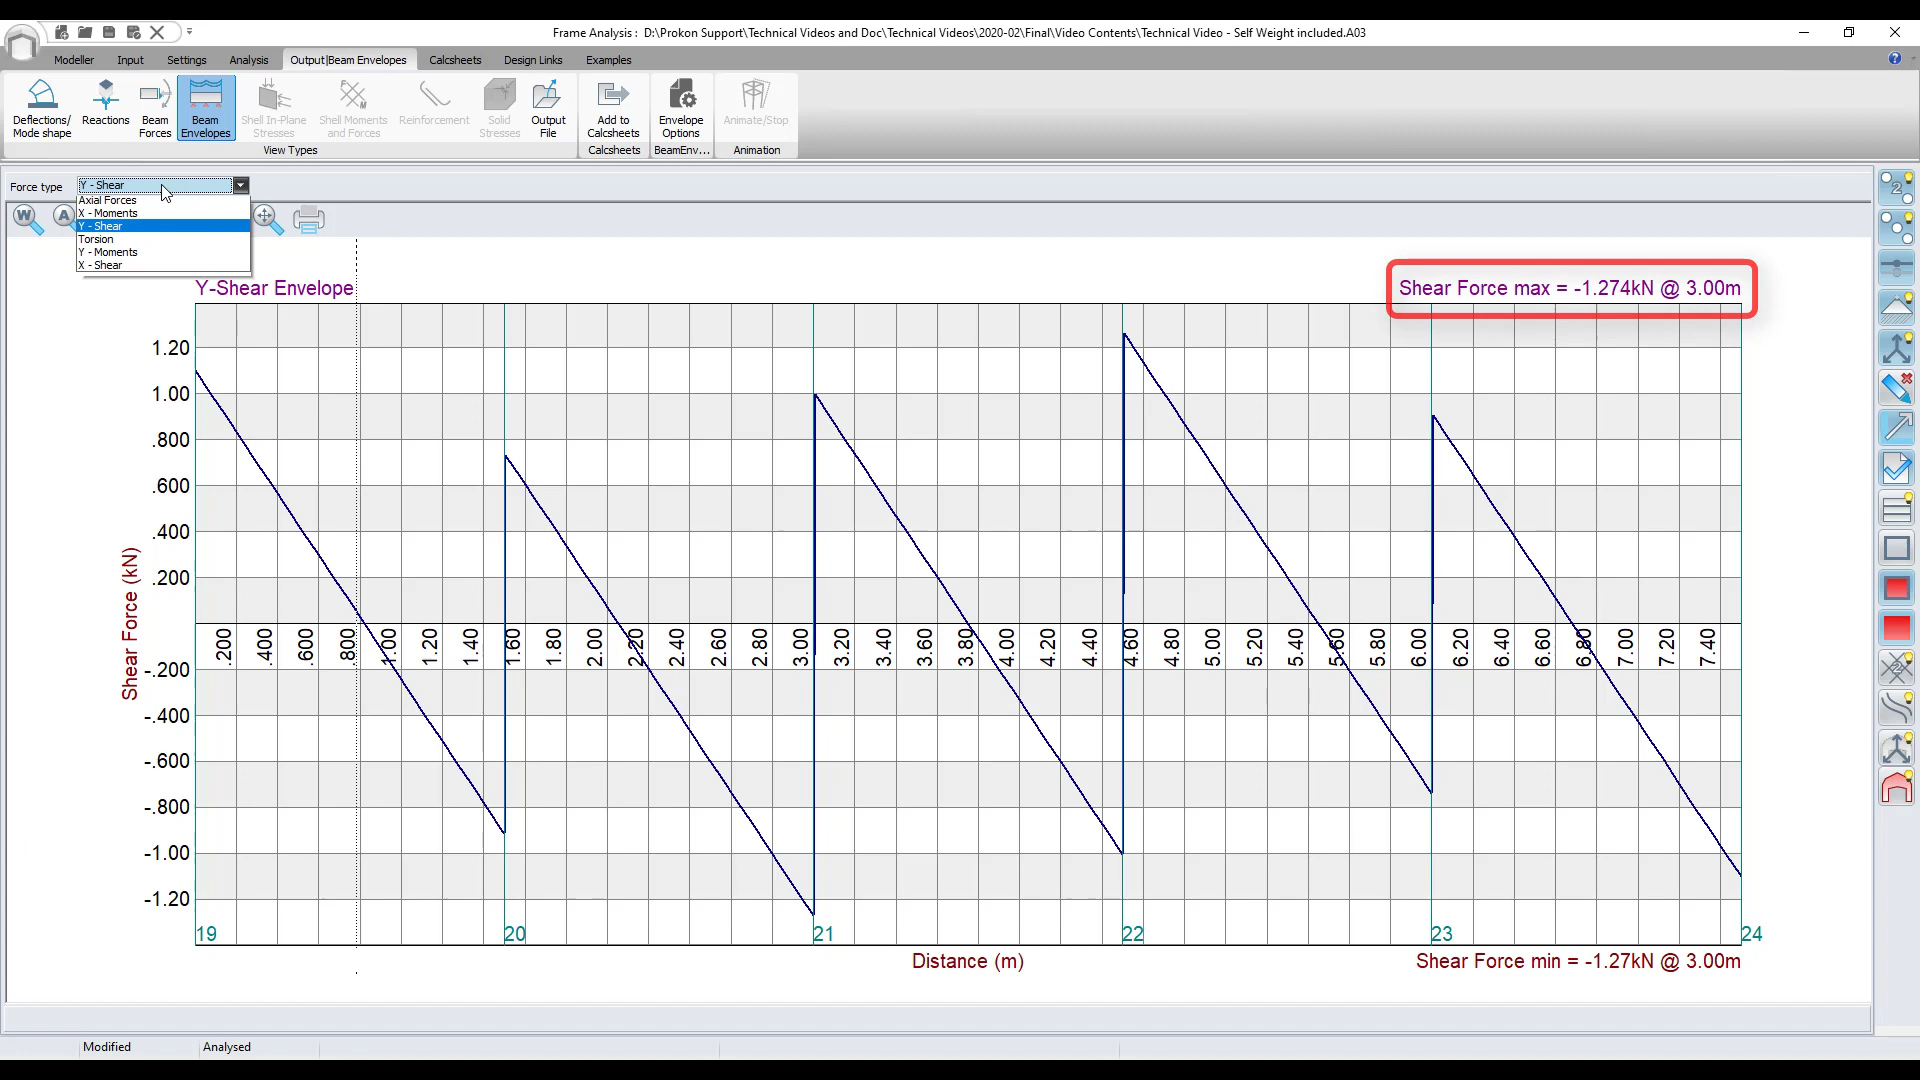 Frame Analysis : D:\Prokon Support\Technical Videos and Doc\Technical Videos\2020-02\Final\Video Contents\Technical Video - Self Weight included.A03
Modeller Input Settings Analysis Output|Beam Envelopes Calcsheets Design Links Examples
Deflections/
Mode shape
Reactions
Beam
Forces
Beam
Envelopes
Shell In-Plane
Stresses
Shell Moments
and Forces
Reinforcement
Solid
Stresses
Output
File
Add to
Calcsheets
Envelope
Options
Animate/Stop
View Types Calcsheets BeamEnv... Animation
Force type Y - Shear
Axial Forces
X - Moments
Y - Shear
Torsion
Y - Moments
X - Shear
W A
Y-Shear Envelope Shear Force max = -1.274kN @ 3.00m
1.20
1.00
.800
.600
.400
.200
-.200
-.400
-.600
-.800
-1.00
-1.20
Shear Force (kN)
.200 .400 .600 .800 1.00 1.20 1.40 1.60 1.80 2.00 2.20 2.40 2.60 2.80 3.00 3.20 3.40 3.60 3.80 4.00 4.20 4.40 4.60 4.80 5.00 5.20 5.40 5.60 5.80 6.00 6.20 6.40 6.60 6.80 7.00 7.20 7.40
19 20 21 22 23 24
Distance (m) Shear Force min = -1.27kN @ 3.00m
Modified Analysed